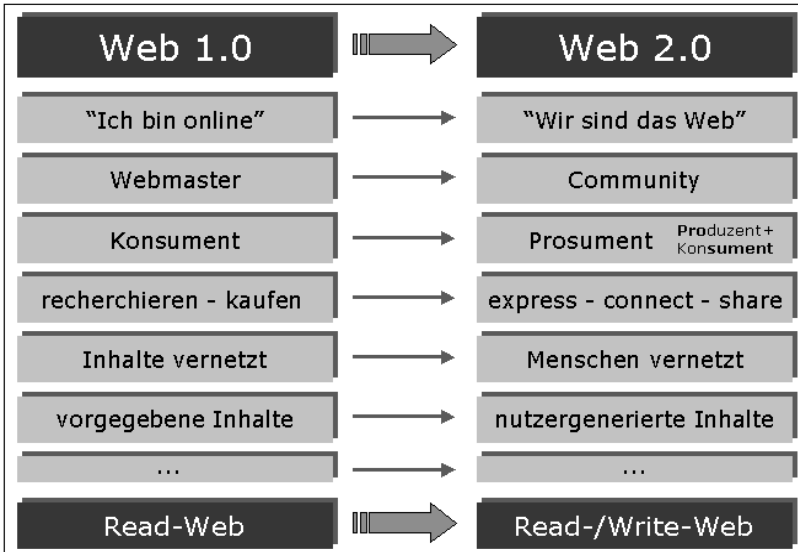 Web 1.0
Web 2.0
“Ich bin online”
“Wir sind das Web”
Webmaster
Community
Konsument
Prosument
Produzent+
Konsument
recherchieren - kaufen
express - connect - share
Inhalte vernetzt
Menschen vernetzt
vorgegebene Inhalte
nutzergenerierte Inhalte
...
...
Read-Web
Read-/Write-Web